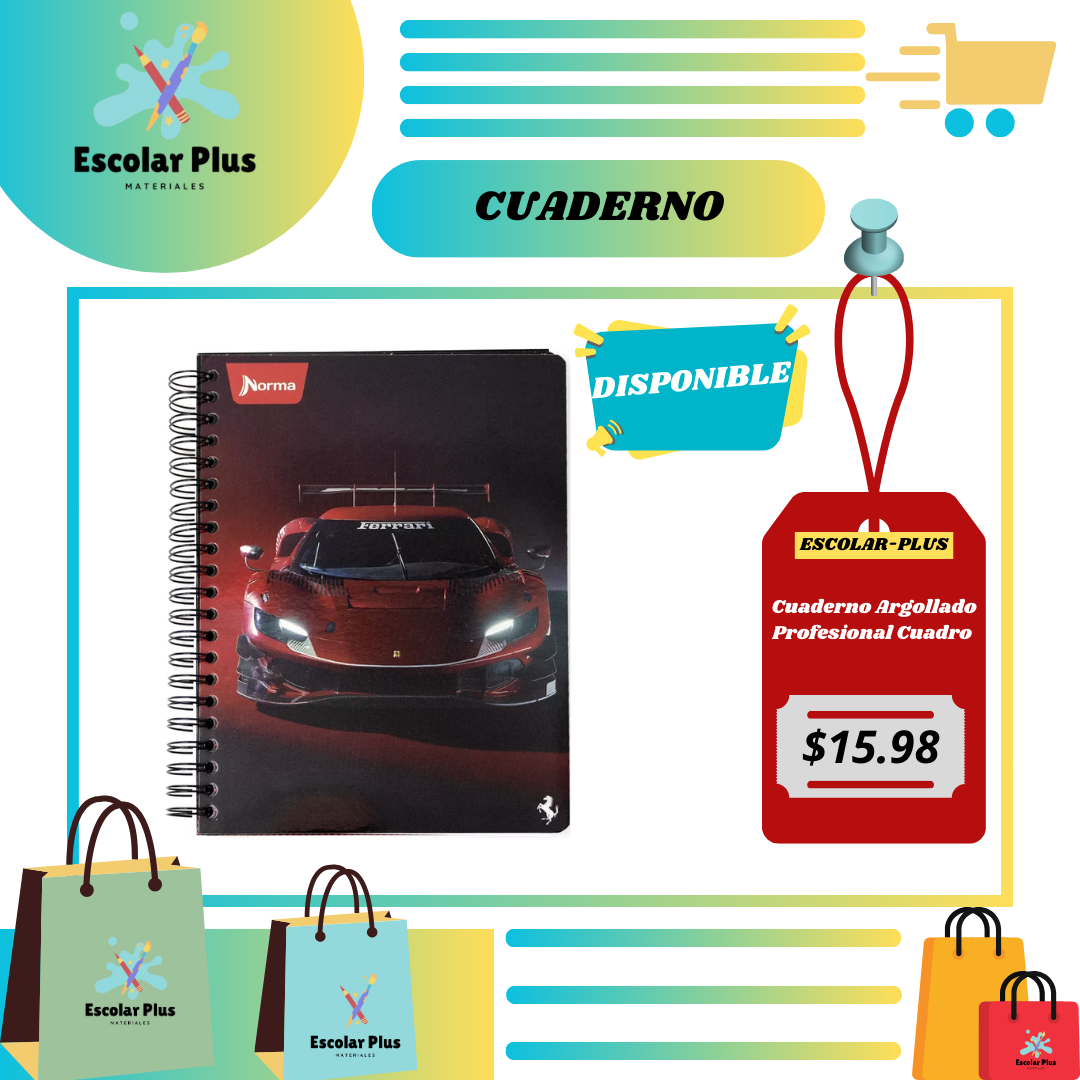 Escolar Plus
MATERIALES
CUADERNO
DISPONIBLE
Norma
Ferrari
ESCOLAR-PLUS
Cuaderno Argollado
Profesional Cuadro
$15.98
Escolar Plus
MATERIALES
Escolar Plus
MATERIALES
Escolar Plus
MATERIALES